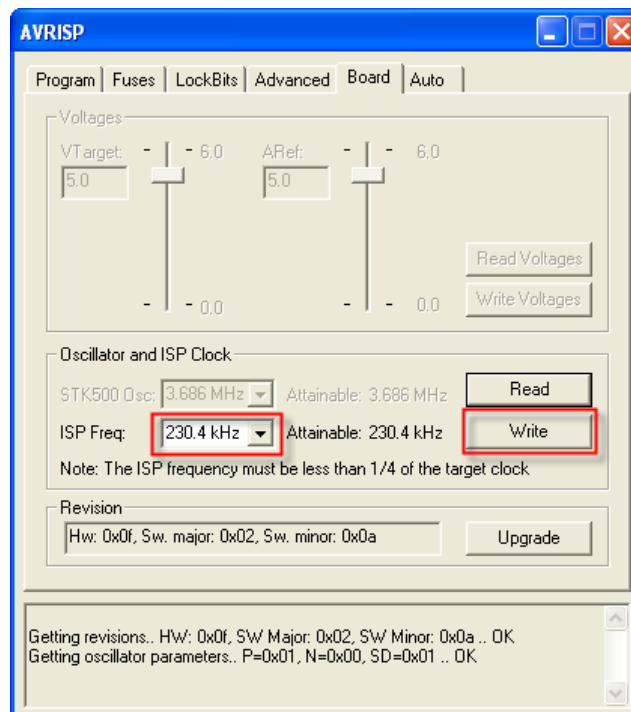 AVRISP
Program Fuses LockBits Advanced Board Auto
Voltages
VTarget: 6.0 ARef: 6.0
5.0 5.0
Read Voltages
0.0 0.0 Write Voltages
Oscillator and ISP Clock
STK500 Osc: 3.686 MHz Attainable: 3.686 MHz Read
ISP Freq: 230.4 kHz Attainable: 230.4 kHz Write
Note: The ISP frequency must be less than 1/4 of the target clock
Revision
Hw: 0x0f, Sw. major: 0x02, Sw. minor: 0x0a Upgrade
Getting revisions.. HW: 0x0f, SW Major: 0x02, SW Minor: 0x0a .. OK
Getting oscillator parameters.. P=0x01, N=0x00, SD=0x01 .. OK